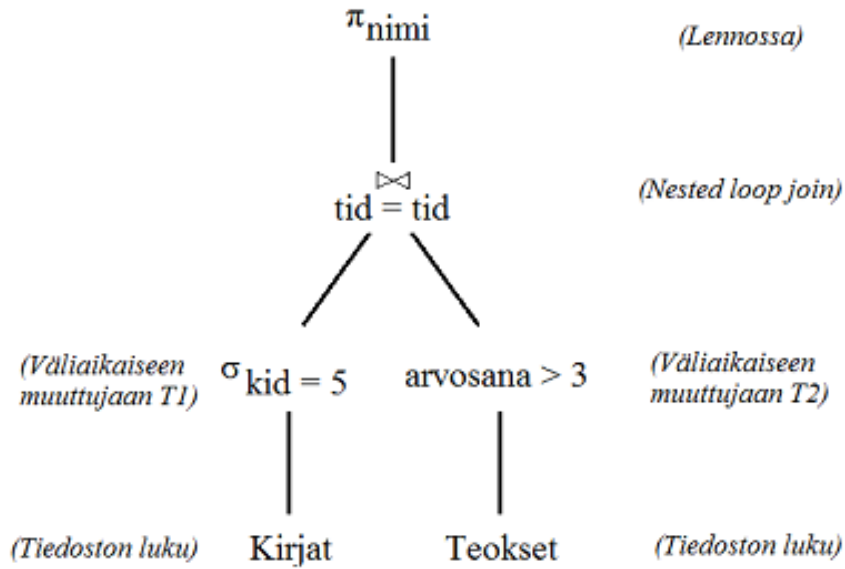 π nimi (Lennossa)
⋈
tid = tid (Nested loop join)
(Väliaikaiseen muuttujaan T1) σ kid = 5 arvosana > 3 (Väliaikaiseen muuttujaan T2)
(Tiedoston luku) Kirjat Teokset (Tiedoston luku)